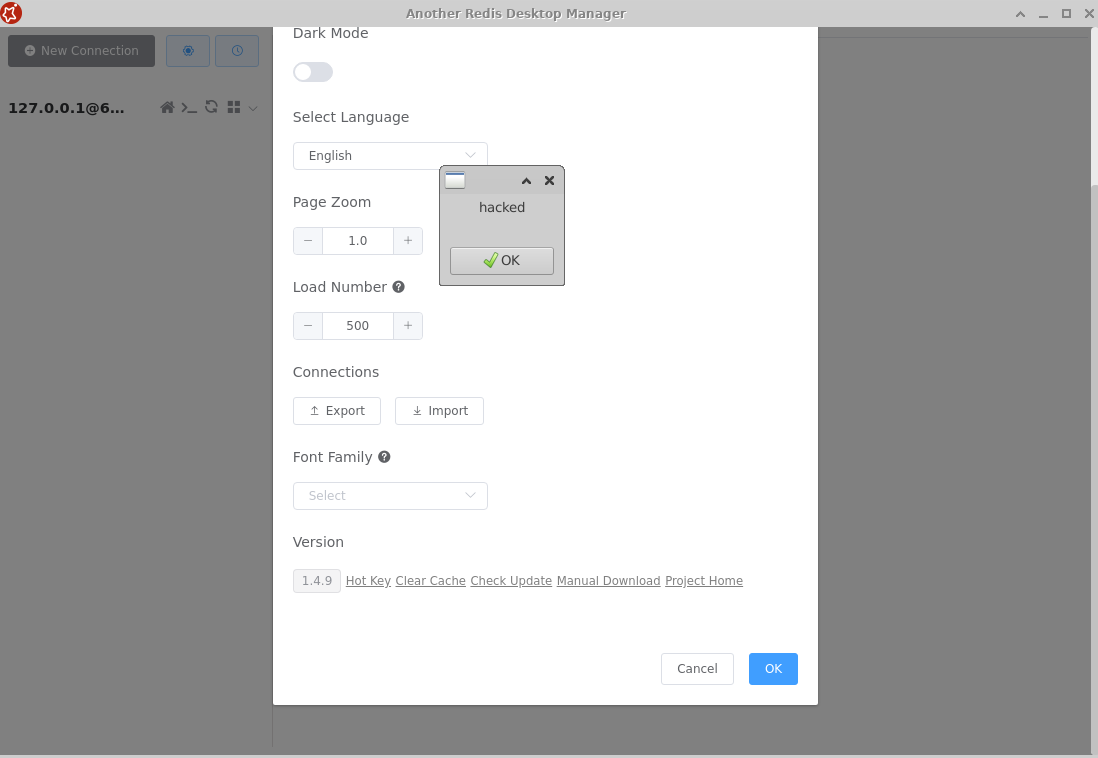 Another Redis Desktop Manager
New Connection
127.0.0.1@6...
Dark Mode
Select Language
English
hacked
OK
Page Zoom
1.0
Load Number
500
Connections
Export Import
Font Family
Select
Version
1.4.9 Hot Key Clear Cache Check Update Manual Download Project Home
Cancel OK